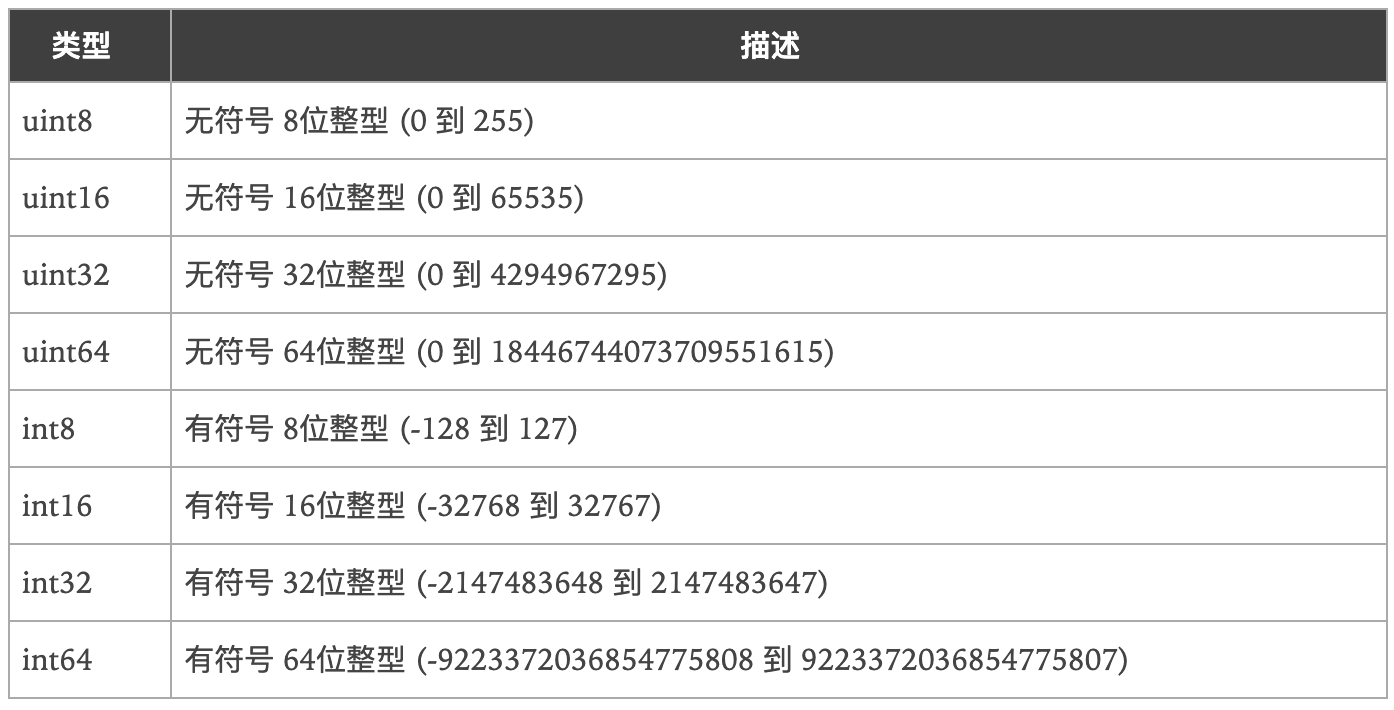 类型 描述
uint8 无符号 8位整型 (0 到 255)
uint16 无符号 16位整型 (0 到 65535)
uint32 无符号 32位整型 (0 到 4294967295)
uint64 无符号 64位整型 (0 到 18446744073709551615)
int8 有符号 8位整型 (-128 到 127)
int16 有符号 16位整型 (-32768 到 32767)
int32 有符号 32位整型 (-2147483648 到 2147483647)
int64 有符号 64位整型 (-9223372036854775808 到 9223372036854775807)